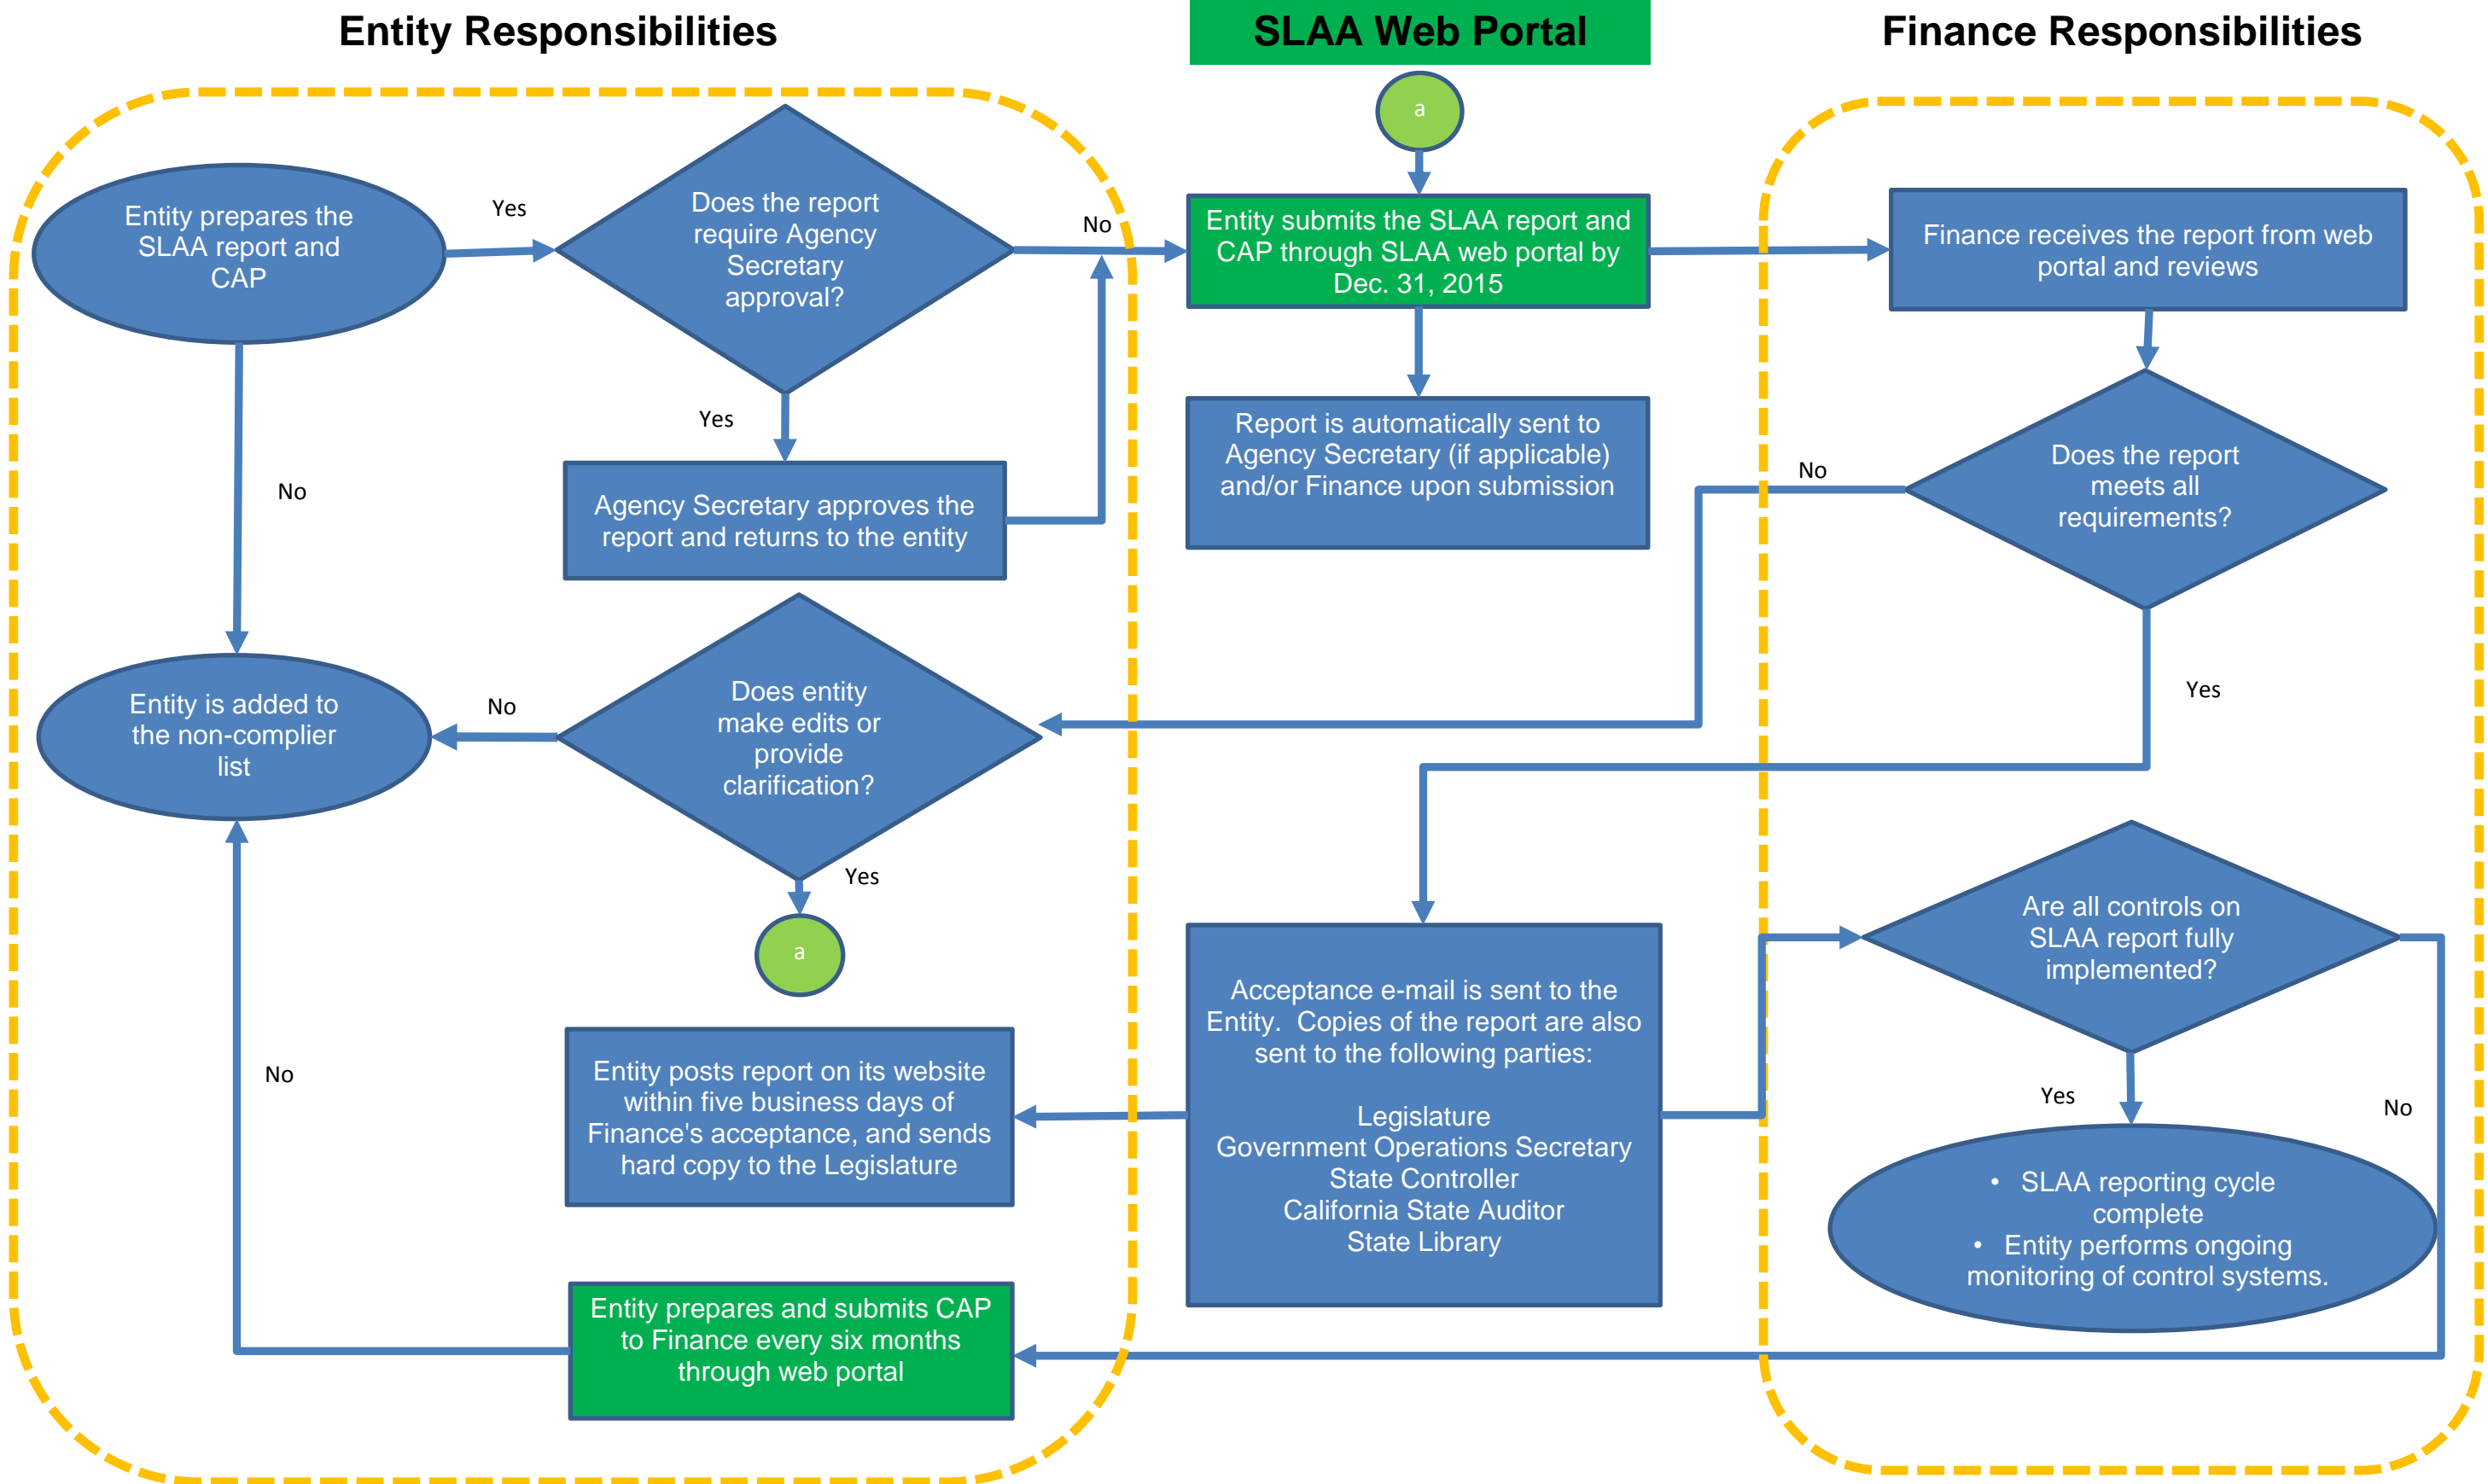 Entity Responsibilities
SLAA Web Portal
Finance Responsibilities
a
Entity prepares the
SLAA report and
CAP
Yes
Does the report
require Agency
Secretary
approval?
No
Entity submits the SLAA report and
CAP through SLAA web portal by
Dec. 31, 2015
Finance receives the report from web
portal and reviews
Yes
No
Agency Secretary approves the
report and returns to the entity
Report is automatically sent to
Agency Secretary (if applicable)
and/or Finance upon submission
No
Does the report
meets all
requirements?
Yes
Entity is added to
the non-complier
list
No
Does entity
make edits or
provide
clarification?
Yes
a
Acceptance e-mail is sent to the
Entity.  Copies of the report are also
sent to the following parties:
Legislature
Government Operations Secretary
State Controller
California State Auditor
State Library
Are all controls on
SLAA report fully
implemented?
Yes
No
No
Entity posts report on its website
within five business days of
Finance's acceptance, and sends
hard copy to the Legislature
• SLAA reporting cycle
complete
• Entity performs ongoing
monitoring of control systems.
Entity prepares and submits CAP
to Finance every six months
through web portal